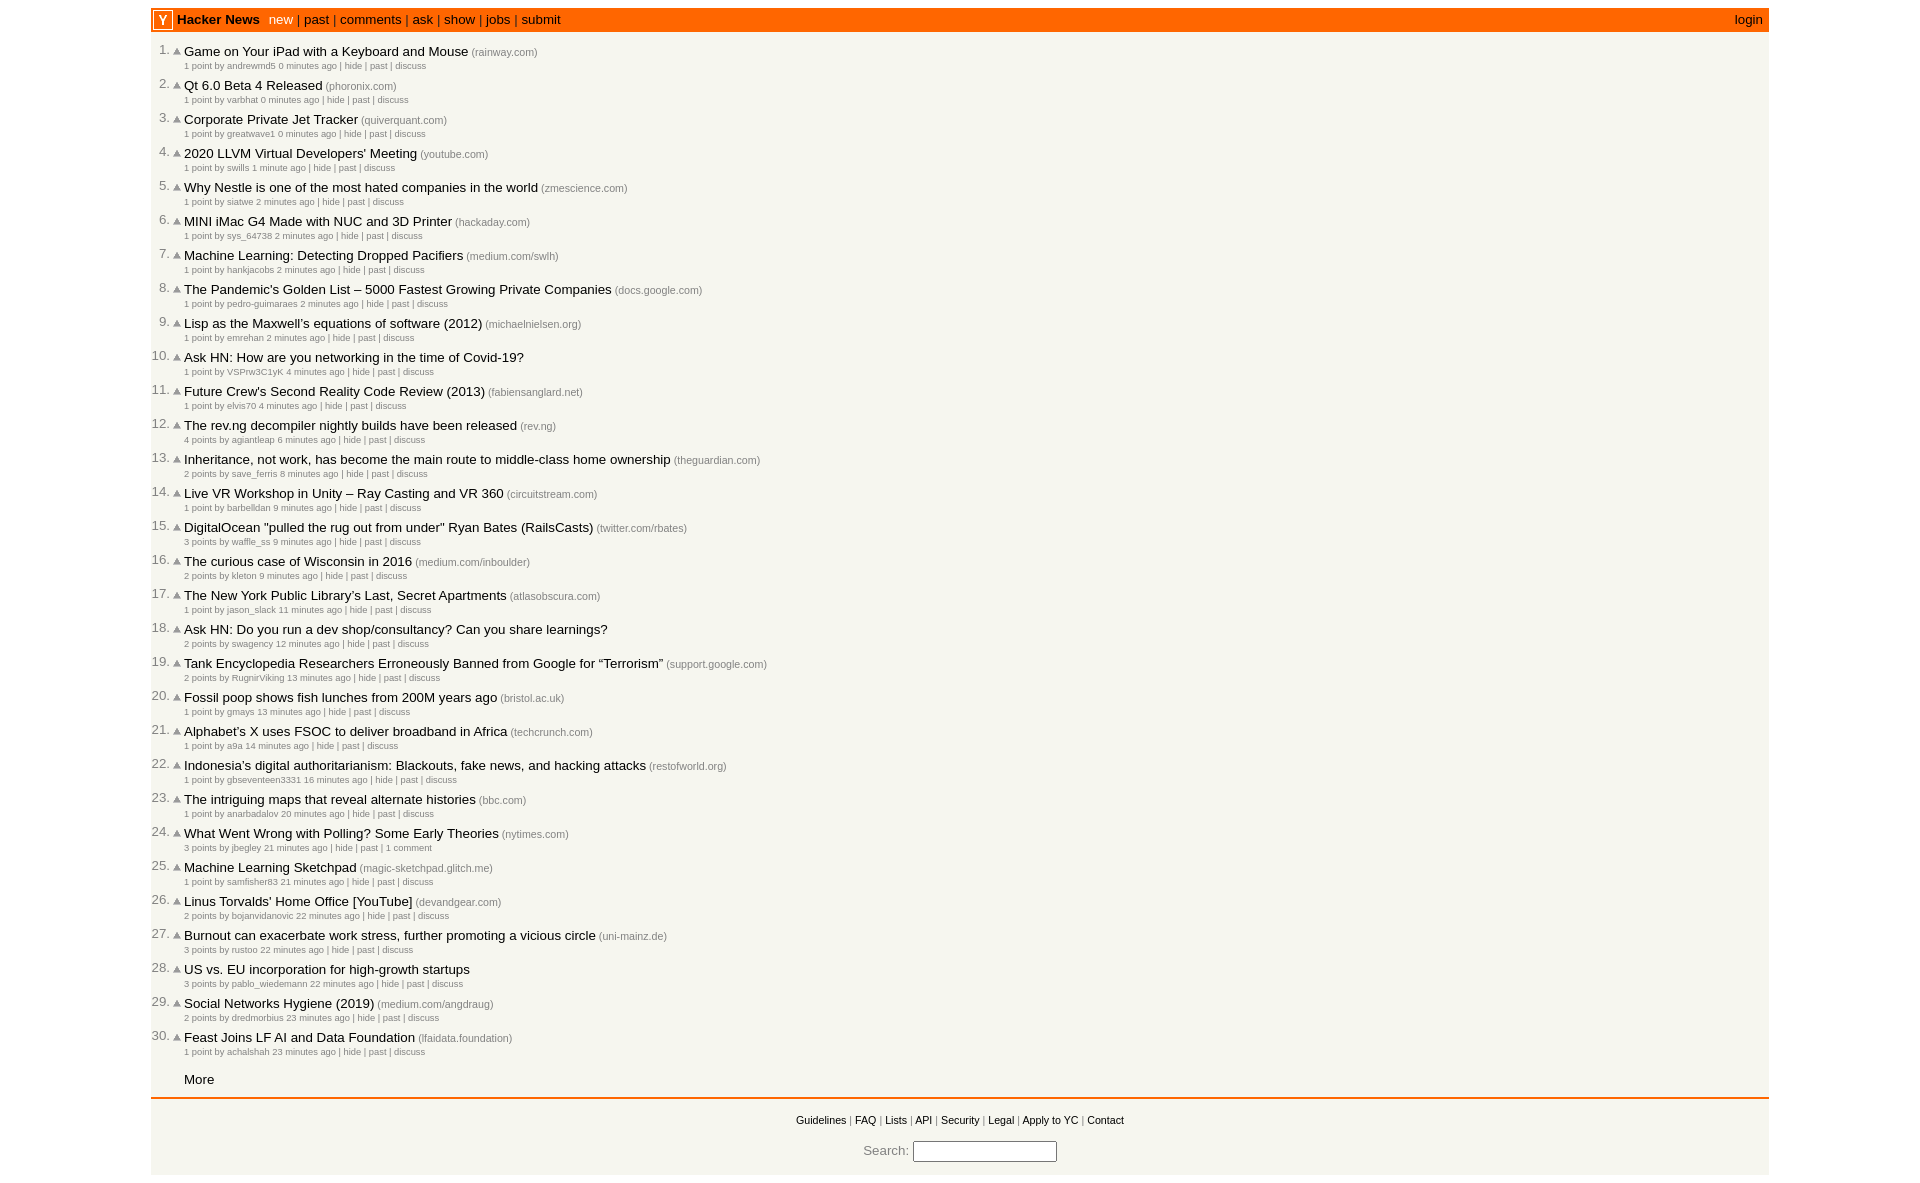 Y Hacker News new | past | comments | ask | show | jobs | submit login
1. Game on Your iPad with a Keyboard and Mouse (rainway.com)
1 point by andrewmd5 0 minutes ago | hide | past | discuss
2. Qt 6.0 Beta 4 Released (phoronix.com)
1 point by varbhat 0 minutes ago | hide | past | discuss
3. Corporate Private Jet Tracker (quiverquant.com)
1 point by greatwave1 0 minutes ago | hide | past | discuss
4. 2020 LLVM Virtual Developers' Meeting (youtube.com)
1 point by swills 1 minute ago | hide | past | discuss
5. Why Nestle is one of the most hated companies in the world (zmescience.com)
1 point by siatwe 2 minutes ago | hide | past | discuss
6. MINI iMac G4 Made with NUC and 3D Printer (hackaday.com)
1 point by sys_64738 2 minutes ago | hide | past | discuss
7. Machine Learning: Detecting Dropped Pacifiers (medium.com/swlh)
1 point by hankjacobs 2 minutes ago | hide | past | discuss
8. The Pandemic's Golden List – 5000 Fastest Growing Private Companies (docs.google.com)
1 point by pedro-guimaraes 2 minutes ago | hide | past | discuss
9. Lisp as the Maxwell’s equations of software (2012) (michaelnielsen.org)
1 point by emrehan 2 minutes ago | hide | past | discuss
10. Ask HN: How are you networking in the time of Covid-19?
1 point by VSPrw3C1yK 4 minutes ago | hide | past | discuss
11. Future Crew's Second Reality Code Review (2013) (fabiensanglard.net)
1 point by elvis70 4 minutes ago | hide | past | discuss
12. The rev.ng decompiler nightly builds have been released (rev.ng)
4 points by agiantleap 6 minutes ago | hide | past | discuss
13. Inheritance, not work, has become the main route to middle-class home ownership (theguardian.com)
2 points by save_ferris 8 minutes ago | hide | past | discuss
14. Live VR Workshop in Unity – Ray Casting and VR 360 (circuitstream.com)
1 point by barbelldan 9 minutes ago | hide | past | discuss
15. DigitalOcean "pulled the rug out from under" Ryan Bates (RailsCasts) (twitter.com/rbates)
3 points by waffle_ss 9 minutes ago | hide | past | discuss
16. The curious case of Wisconsin in 2016 (medium.com/inboulder)
2 points by kleton 9 minutes ago | hide | past | discuss
17. The New York Public Library’s Last, Secret Apartments (atlasobscura.com)
1 point by jason_slack 11 minutes ago | hide | past | discuss
18. Ask HN: Do you run a dev shop/consultancy? Can you share learnings?
2 points by swagency 12 minutes ago | hide | past | discuss
19. Tank Encyclopedia Researchers Erroneously Banned from Google for “Terrorism” (support.google.com)
2 points by RugnirViking 13 minutes ago | hide | past | discuss
20. Fossil poop shows fish lunches from 200M years ago (bristol.ac.uk)
1 point by gmays 13 minutes ago | hide | past | discuss
21. Alphabet’s X uses FSOC to deliver broadband in Africa (techcrunch.com)
1 point by a9a 14 minutes ago | hide | past | discuss
22. Indonesia’s digital authoritarianism: Blackouts, fake news, and hacking attacks (restofworld.org)
1 point by gbseventeen3331 16 minutes ago | hide | past | discuss
23. The intriguing maps that reveal alternate histories (bbc.com)
1 point by anarbadalov 20 minutes ago | hide | past | discuss
24. What Went Wrong with Polling? Some Early Theories (nytimes.com)
3 points by jbegley 21 minutes ago | hide | past | 1 comment
25. Machine Learning Sketchpad (magic-sketchpad.glitch.me)
1 point by samfisher83 21 minutes ago | hide | past | discuss
26. Linus Torvalds' Home Office [YouTube] (devandgear.com)
2 points by bojanvidanovic 22 minutes ago | hide | past | discuss
27. Burnout can exacerbate work stress, further promoting a vicious circle (uni-mainz.de)
3 points by rustoo 22 minutes ago | hide | past | discuss
28. US vs. EU incorporation for high-growth startups
3 points by pablo_wiedemann 22 minutes ago | hide | past | discuss
29. Social Networks Hygiene (2019) (medium.com/angdraug)
2 points by dredmorbius 23 minutes ago | hide | past | discuss
30. Feast Joins LF AI and Data Foundation (lfaidata.foundation)
1 point by achalshah 23 minutes ago | hide | past | discuss
More
Guidelines | FAQ | Lists | API | Security | Legal | Apply to YC | Contact
Search: